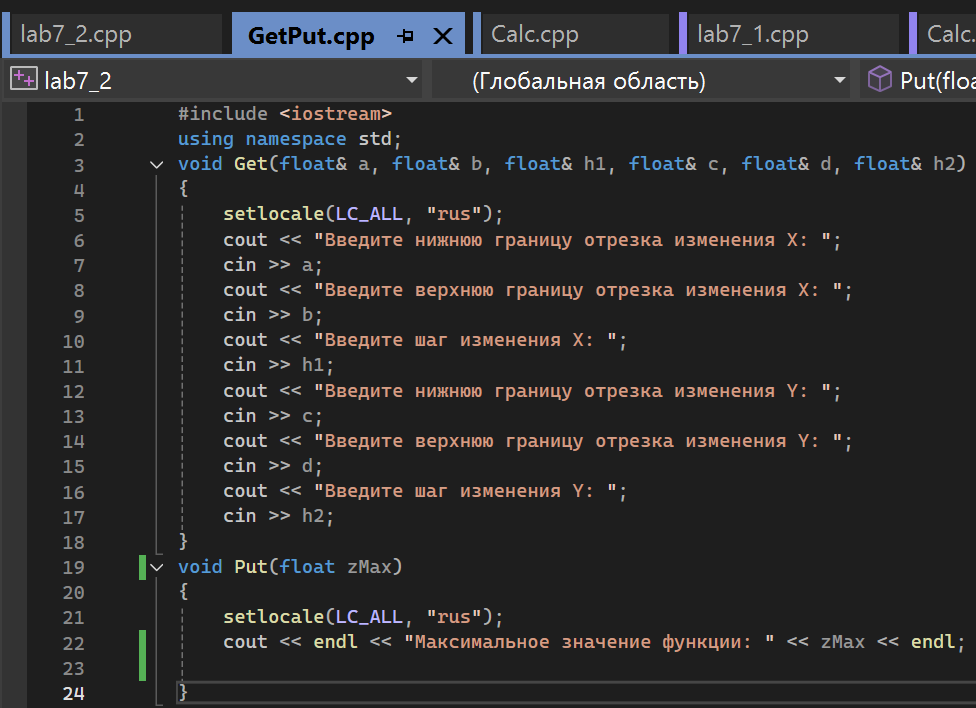 lab7_2.cpp GetPut.cpp Calc.cpp lab7_1.cpp Calc.
lab7_2 (Глобальная область) Put(floa
1 #include <iostream>
2 using namespace std;
3 void Get(float& a, float& b, float& h1, float& c, float& d, float& h2)
4 {
5 setlocale(LC_ALL, "rus");
6 cout << "Введите нижнюю границу отрезка изменения X: ";
7 cin >> a;
8 cout << "Введите верхнюю границу отрезка изменения X: ";
9 cin >> b;
10 cout << "Введите шаг изменения X: ";
11 cin >> h1;
12 cout << "Введите нижнюю границу отрезка изменения Y: ";
13 cin >> c;
14 cout << "Введите верхнюю границу отрезка изменения Y: ";
15 cin >> d;
16 cout << "Введите шаг изменения Y: ";
17 cin >> h2;
18 }
19 void Put(float zMax)
20 {
21 setlocale(LC_ALL, "rus");
22 cout << endl << "Максимальное значение функции: " << zMax << endl;
23
24 }